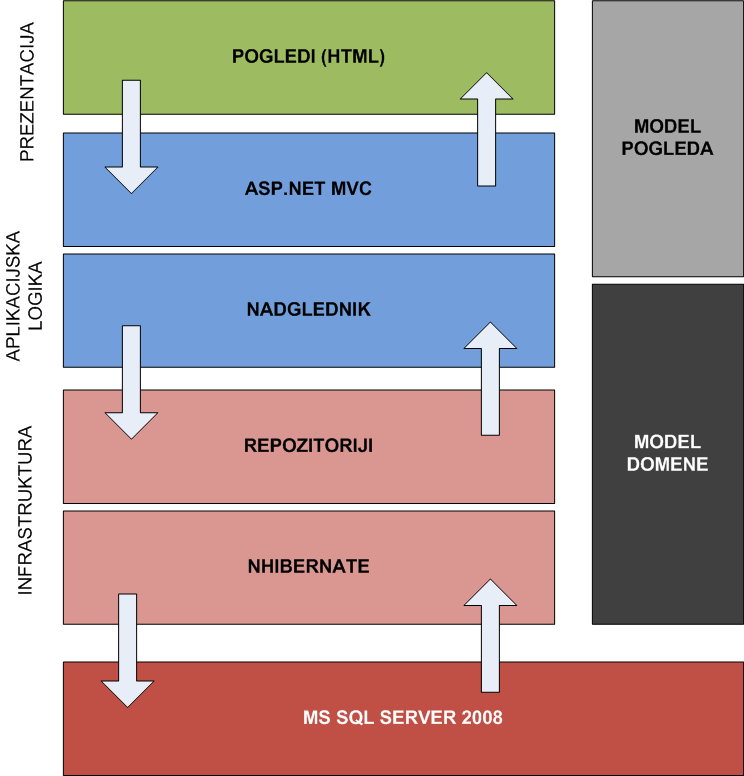 PREZENTACIJA
POGLEDI (HTML)
ASP.NET MVC
APLIKACIJSKA
LOGIKA
NADGLEDNIK
INFRASTRUKTURA
REPOZITORIJI
NHIBERNATE
MS SQL SERVER 2008
MODEL
POGLEDA
MODEL
DOMENE